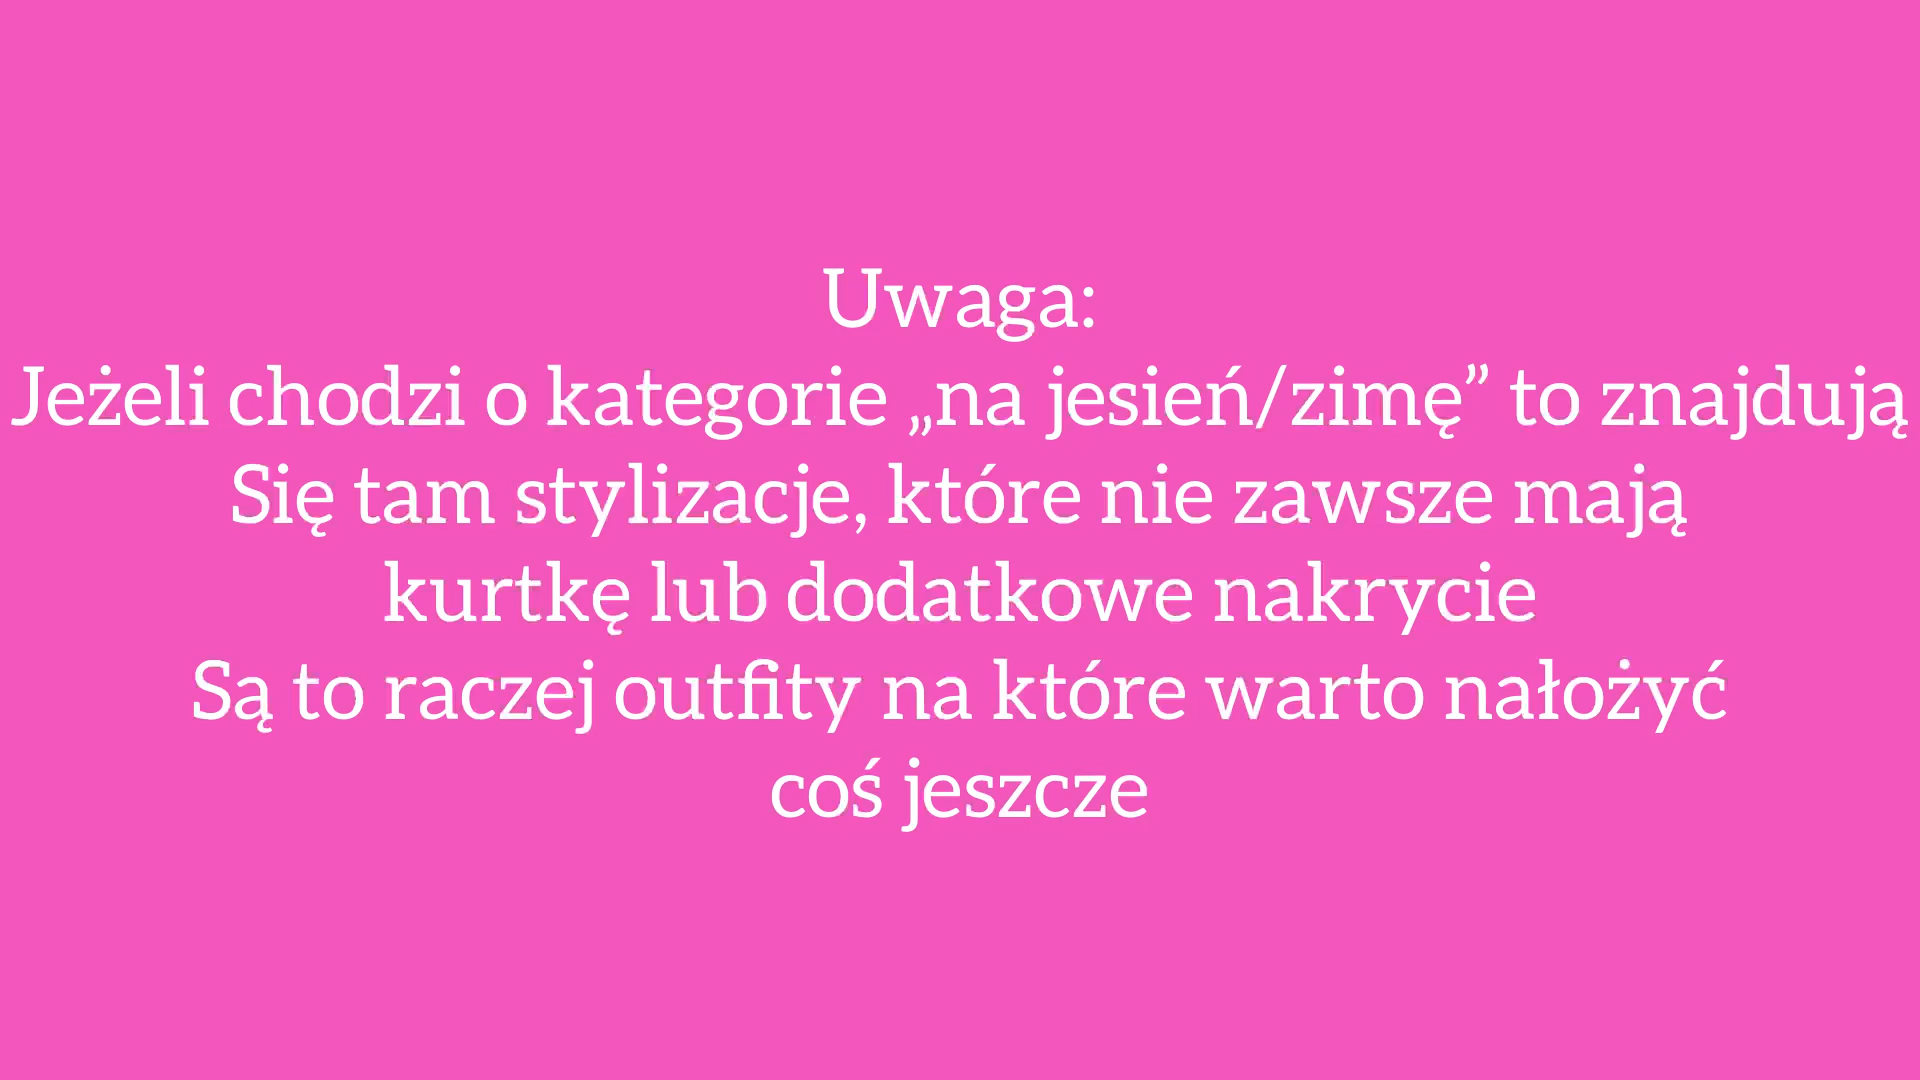 Uwaga:
Jeżeli chodzi o kategorie „na jesień/zimę” to znajdują
Się tam stylizacje, które nie zawsze mają
kurtkę lub dodatkowe nakrycie
Są to raczej outfity na które warto nałożyć
coś jeszcze